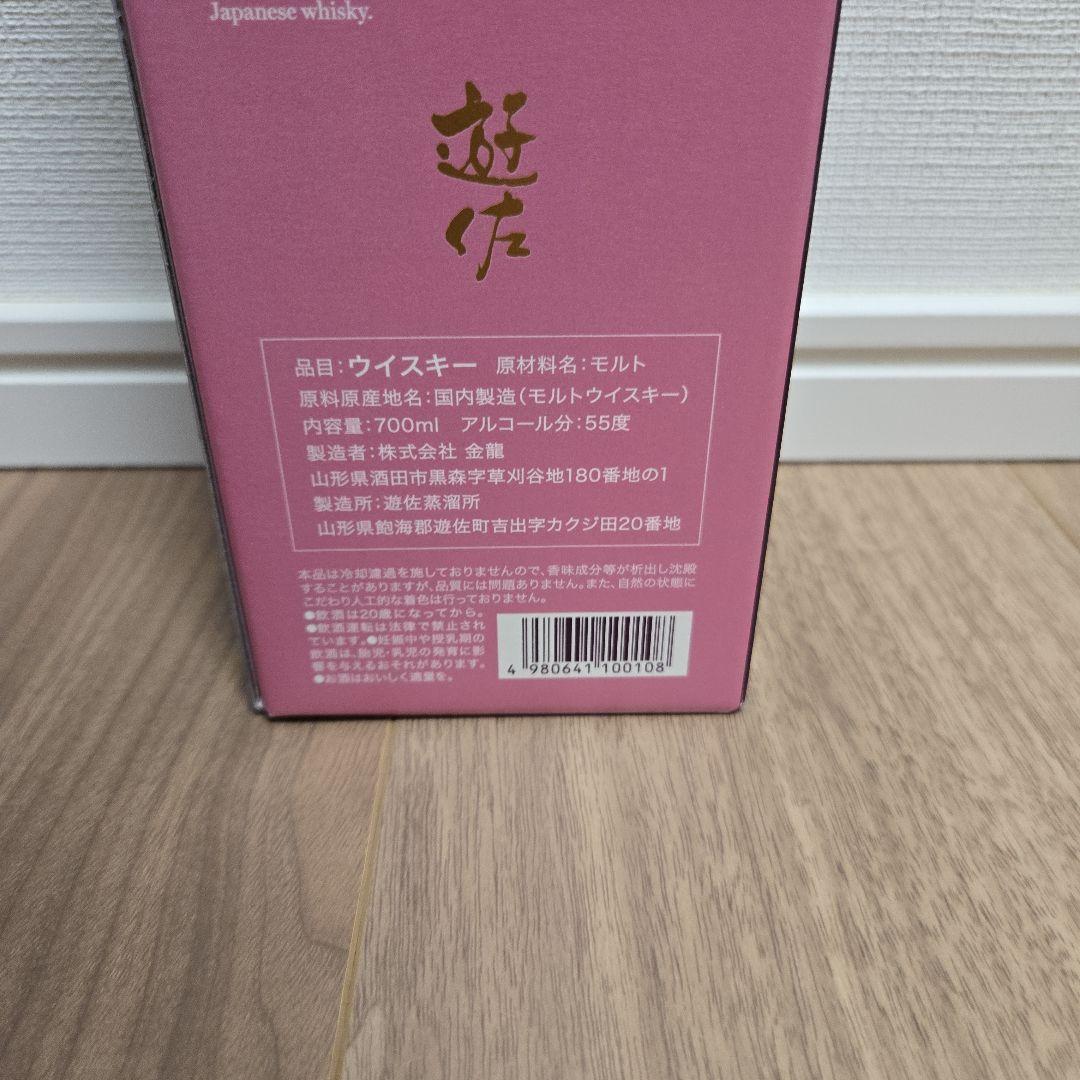 Japanese whisky.
遊佐
品目：ウイスキー 原材料名：モルト
原料原産地名：国内製造（モルトウイスキー）
内容量：700ml アルコール分：55度
製造者：株式会社 金龍
山形県酒田市黒森字草刈谷地180番地の1
製造所：遊佐蒸溜所
山形県飽海郡遊佐町吉出字カクジ田20番地
本品は冷却濾過を施しておりませんので、香味成分等が析出し沈殿
することがありますが、品質には問題ありません。また、自然の状態に
こだわり人工的な着色は行っておりません。
●飲酒は20歳になってから。
●飲酒運転は法律で禁止され
ています。●妊娠中や授乳期の
飲酒は、胎児・乳児の発育に影
響を与えるおそれがあります。
●お酒はおいしく適量を。
4 980641 100108